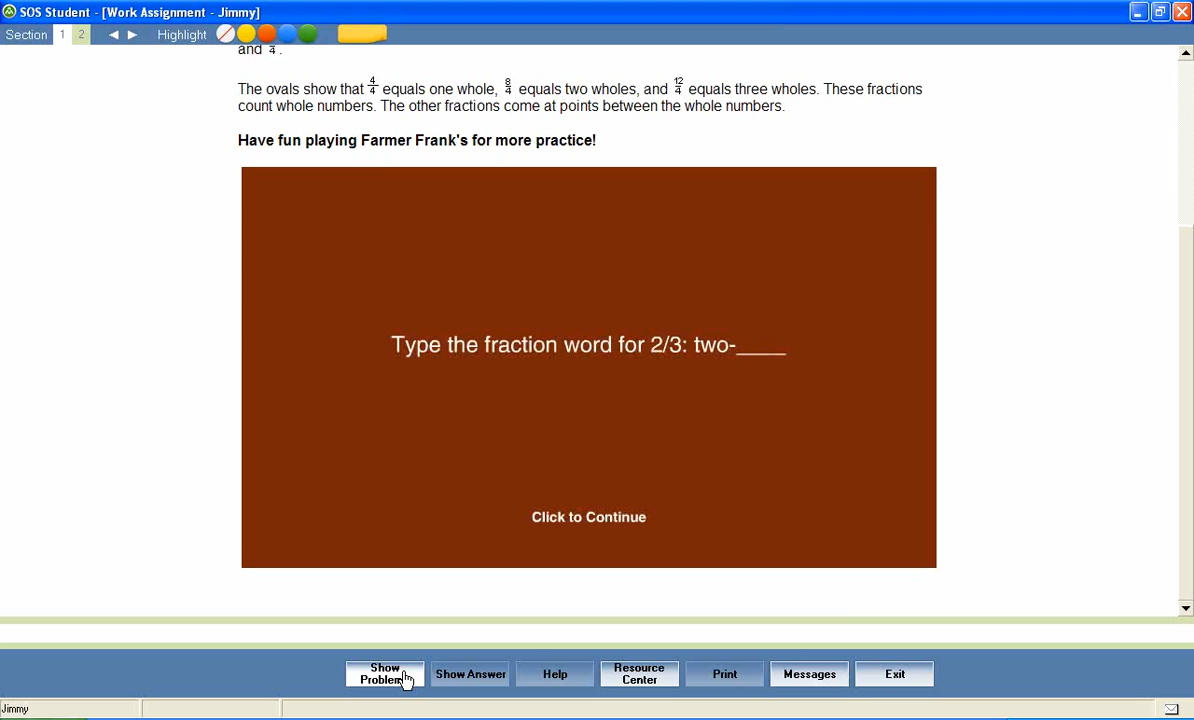 SOS Student - [Work Assignment - Jimmy]
Section 1 2 Highlight
and 4 .
The ovals show that 4/4 equals one whole, 8/4 equals two wholes, and 12/4 equals three wholes. These fractions
count whole numbers. The other fractions come at points between the whole numbers.
Have fun playing Farmer Frank's for more practice!
Type the fraction word for 2/3: two-____
Click to Continue
Show Problem
Show Answer
Help
Resource Center
Print
Messages
Exit
Jimmy